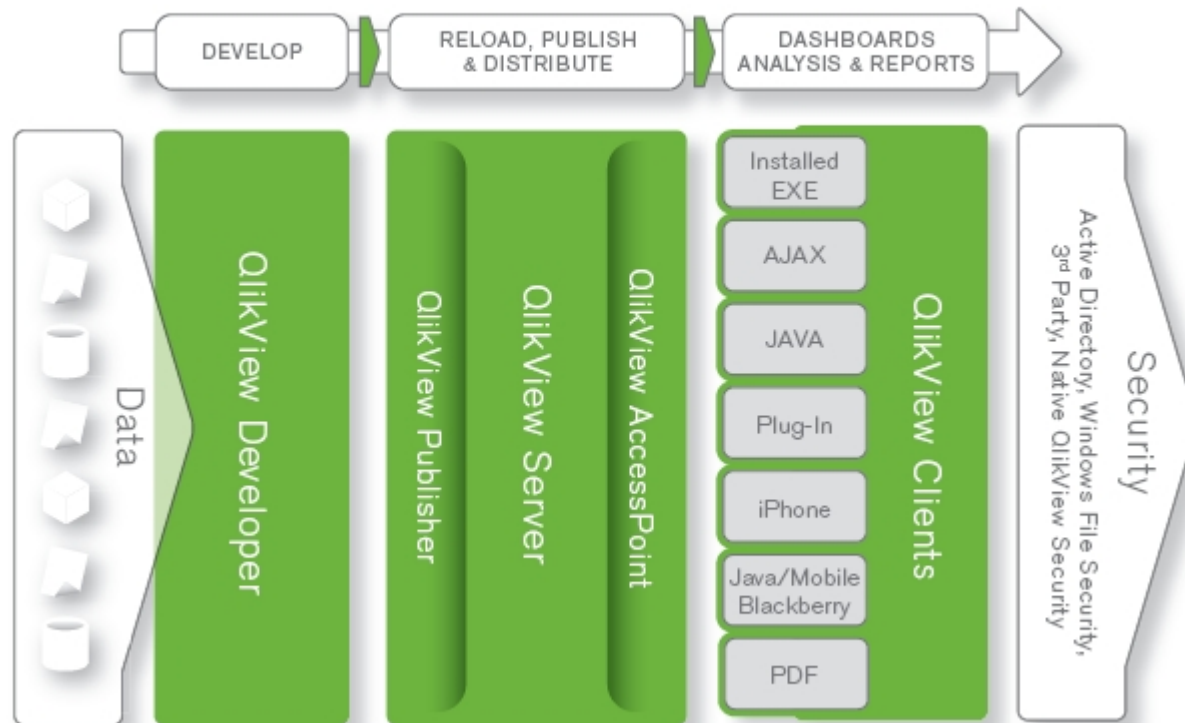 DEVELOP
RELOAD, PUBLISH
& DISTRIBUTE
DASHBOARDS
ANALYSIS & REPORTS
Data
QlikView Developer
QlikView Publisher
QlikView Server
QlikView AccessPoint
Installed
EXE
AJAX
JAVA
Plug-In
iPhone
Java/Mobile
Blackberry
PDF
QlikView Clients
Security
Active Directory, Windows File Security,
3rd Party, Native QlikView Security